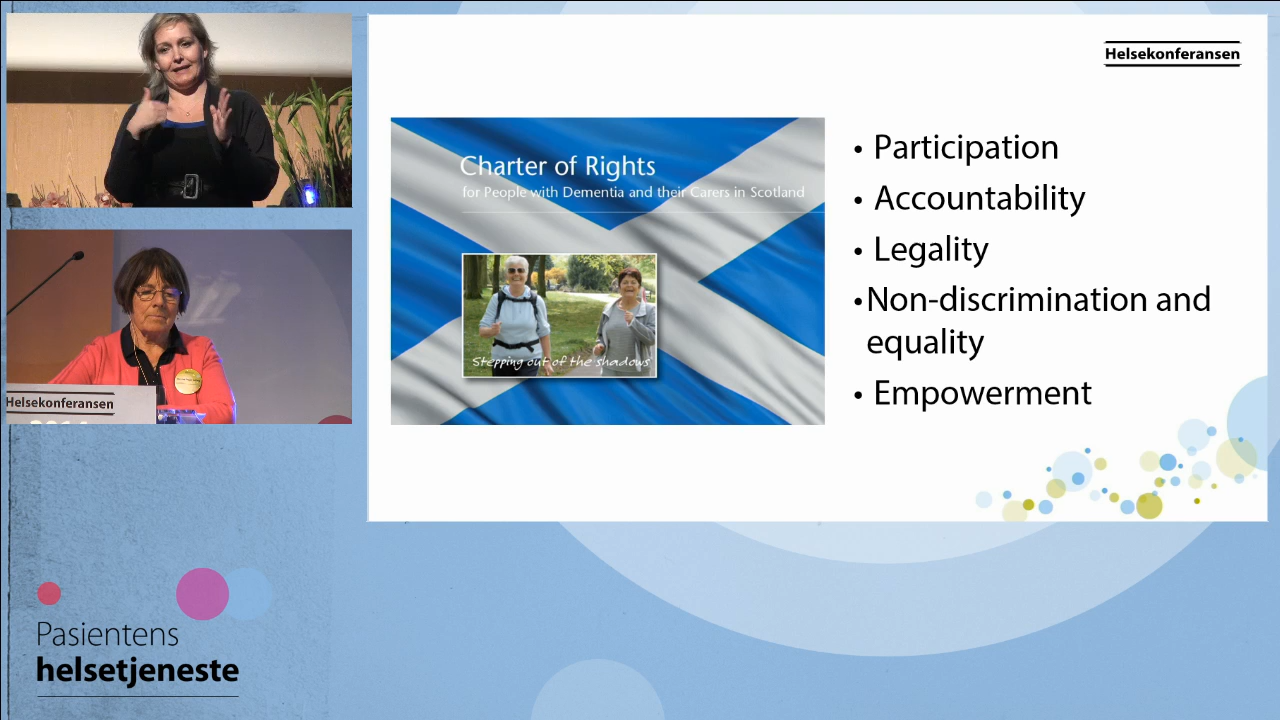 Helsekonferansen
Charter of Rights
for People with Dementia and their Carers in Scotland
Stepping out of the shadows
• Participation
• Accountability
• Legality
• Non-discrimination and
equality
• Empowerment
Helsekonferansen
Pasientens
helsetjeneste